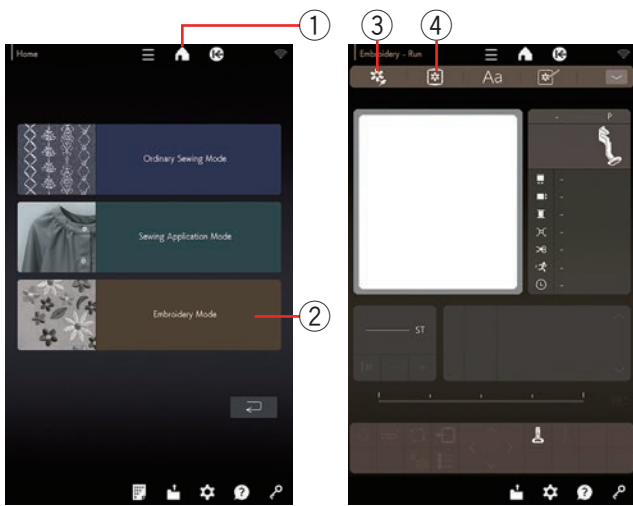 ① ③ ④
Home
Embroidery - Run
Aa
- P
Ordinary Sewing Mode
-
-
-
Sewing Application Mode
-
-
-
-
Embroidery Mode ②
ST